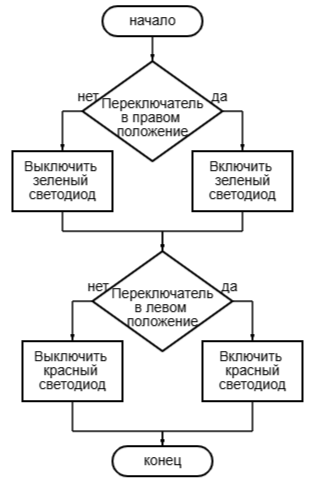 начало
нет
да
Переключатель
в правом
положение
Выключить
зеленый
светодиод
Включить
зеленый
светодиод
нет
да
Переключатель
в левом
положение
Выключить
красный
светодиод
Включить
красный
светодиод
конец